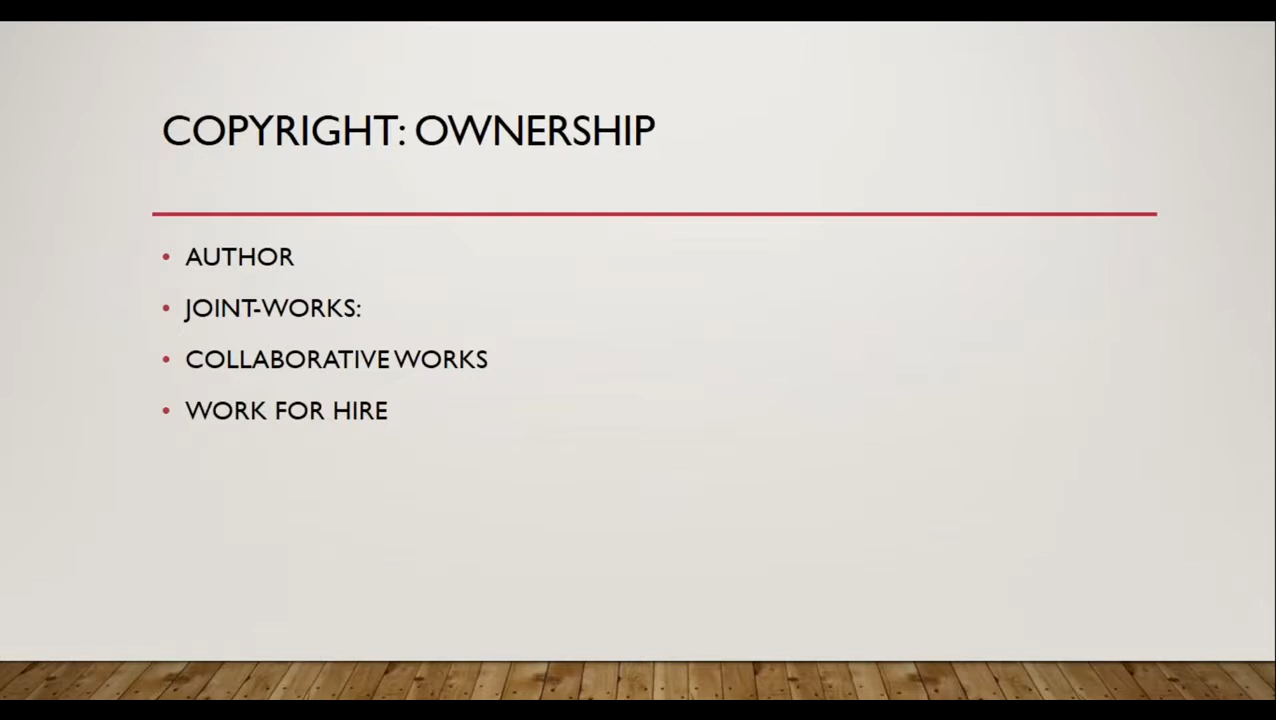 COPYRIGHT: OWNERSHIP
• AUTHOR
• JOINT-WORKS:
• COLLABORATIVE WORKS
• WORK FOR HIRE